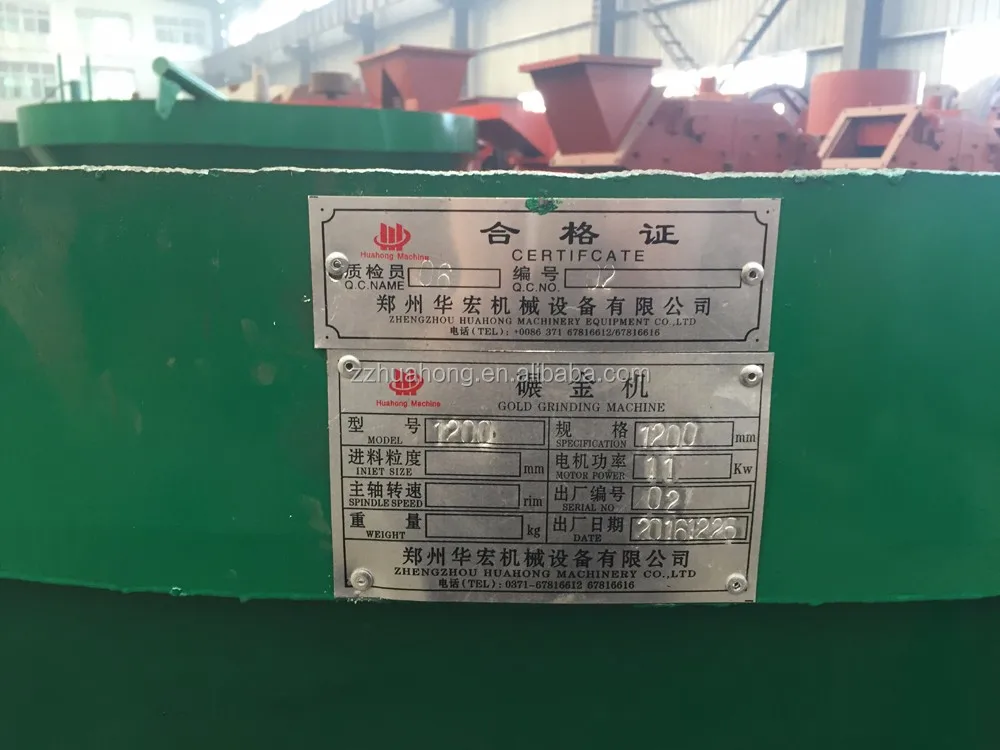 合格证
Huahong Machine
CERTIFCATE
质检员 06 编号 02
Q.C.NAME Q.C.NO.
郑州华宏机械设备有限公司
ZHENGZHOU HUAHONG MACHINERY EQUIPMENT CO.,LTD
电话(TEL): +0086 371 67816612/67816616
zzhuahong.en.alibaba.com
碾金机
Huahong Machine
GOLD GRINDING MACHINE
型号 1200 规格 1200 mm
MODEL SPECIFICATION
进料粒度 mm 电机功率 11 Kw
INIET SIZE MOTOR POWER
主轴转速 rim 出厂编号 02
SPINDLE SPEED SERIAL NO
重量 kg 出厂日期 20161226
WEIGHT DATE
郑州华宏机械设备有限公司
ZHENGZHOU HUAHONG MACHINERY CO.,LTD
电话(TEL): 0371-67816612 67816616